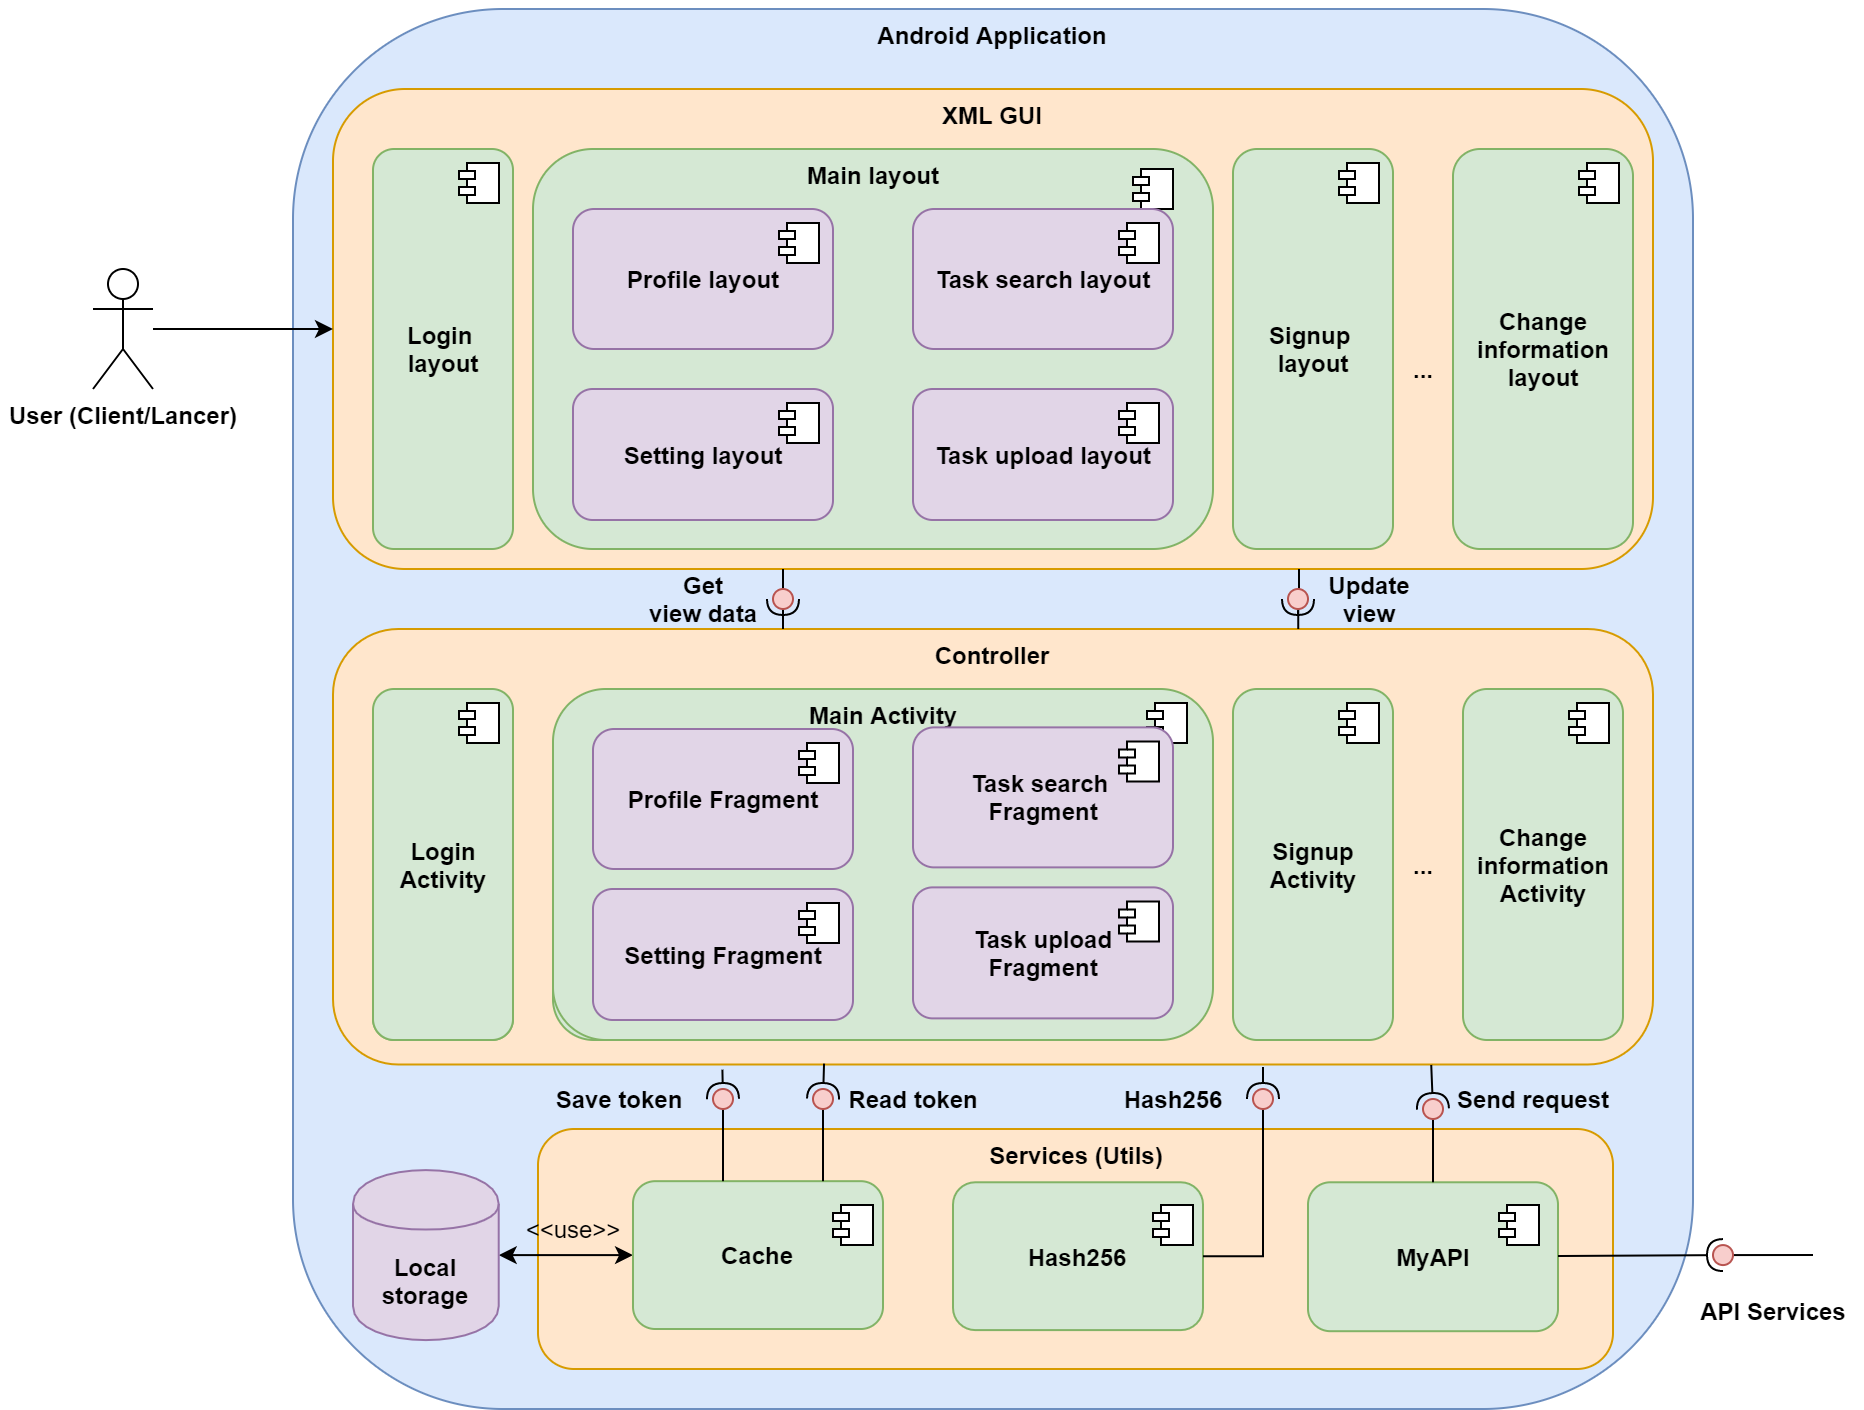 Android Application
XML GUI
Login
layout
Main layout
Profile layout
Task search layout
Setting layout
Task upload layout
Signup
layout
...
Change
information
layout
User (Client/Lancer)
Get
view data
Update
view
Controller
Login
Activity
Main Activity
Profile Fragment
Task search
Fragment
Setting Fragment
Task upload
Fragment
Signup
Activity
...
Change
information
Activity
Save token
Read token
Hash256
Send request
Services (Utils)
Local
storage
<<use>>
Cache
Hash256
MyAPI
API Services